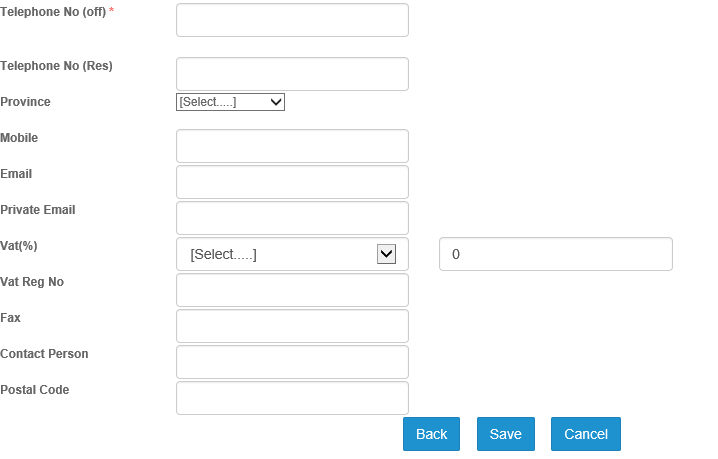 Telephone No (off) *
Telephone No (Res)
Province [Select.....]
Mobile
Email
Private Email
Vat(%) [Select.....] 0
Vat Reg No
Fax
Contact Person
Postal Code
Back Save Cancel